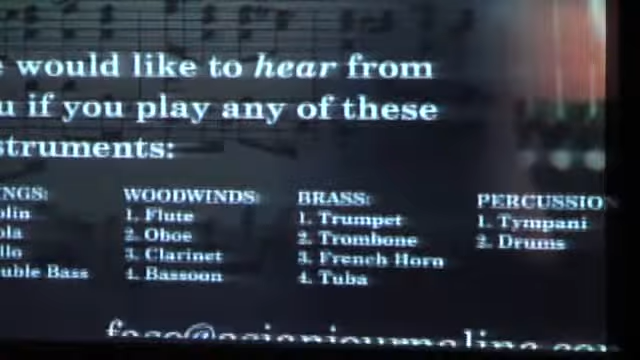 e would like to hear from
u if you play any of these
struments:
NGS:
olin
ola
llo
uble Bass
WOODWINDS:
1. Flute
2. Oboe
3. Clarinet
4. Bassoon
BRASS:
1. Trumpet
2. Trombone
3. French Horn
4. Tuba
PERCUSSION
1. Tympani
2. Drums